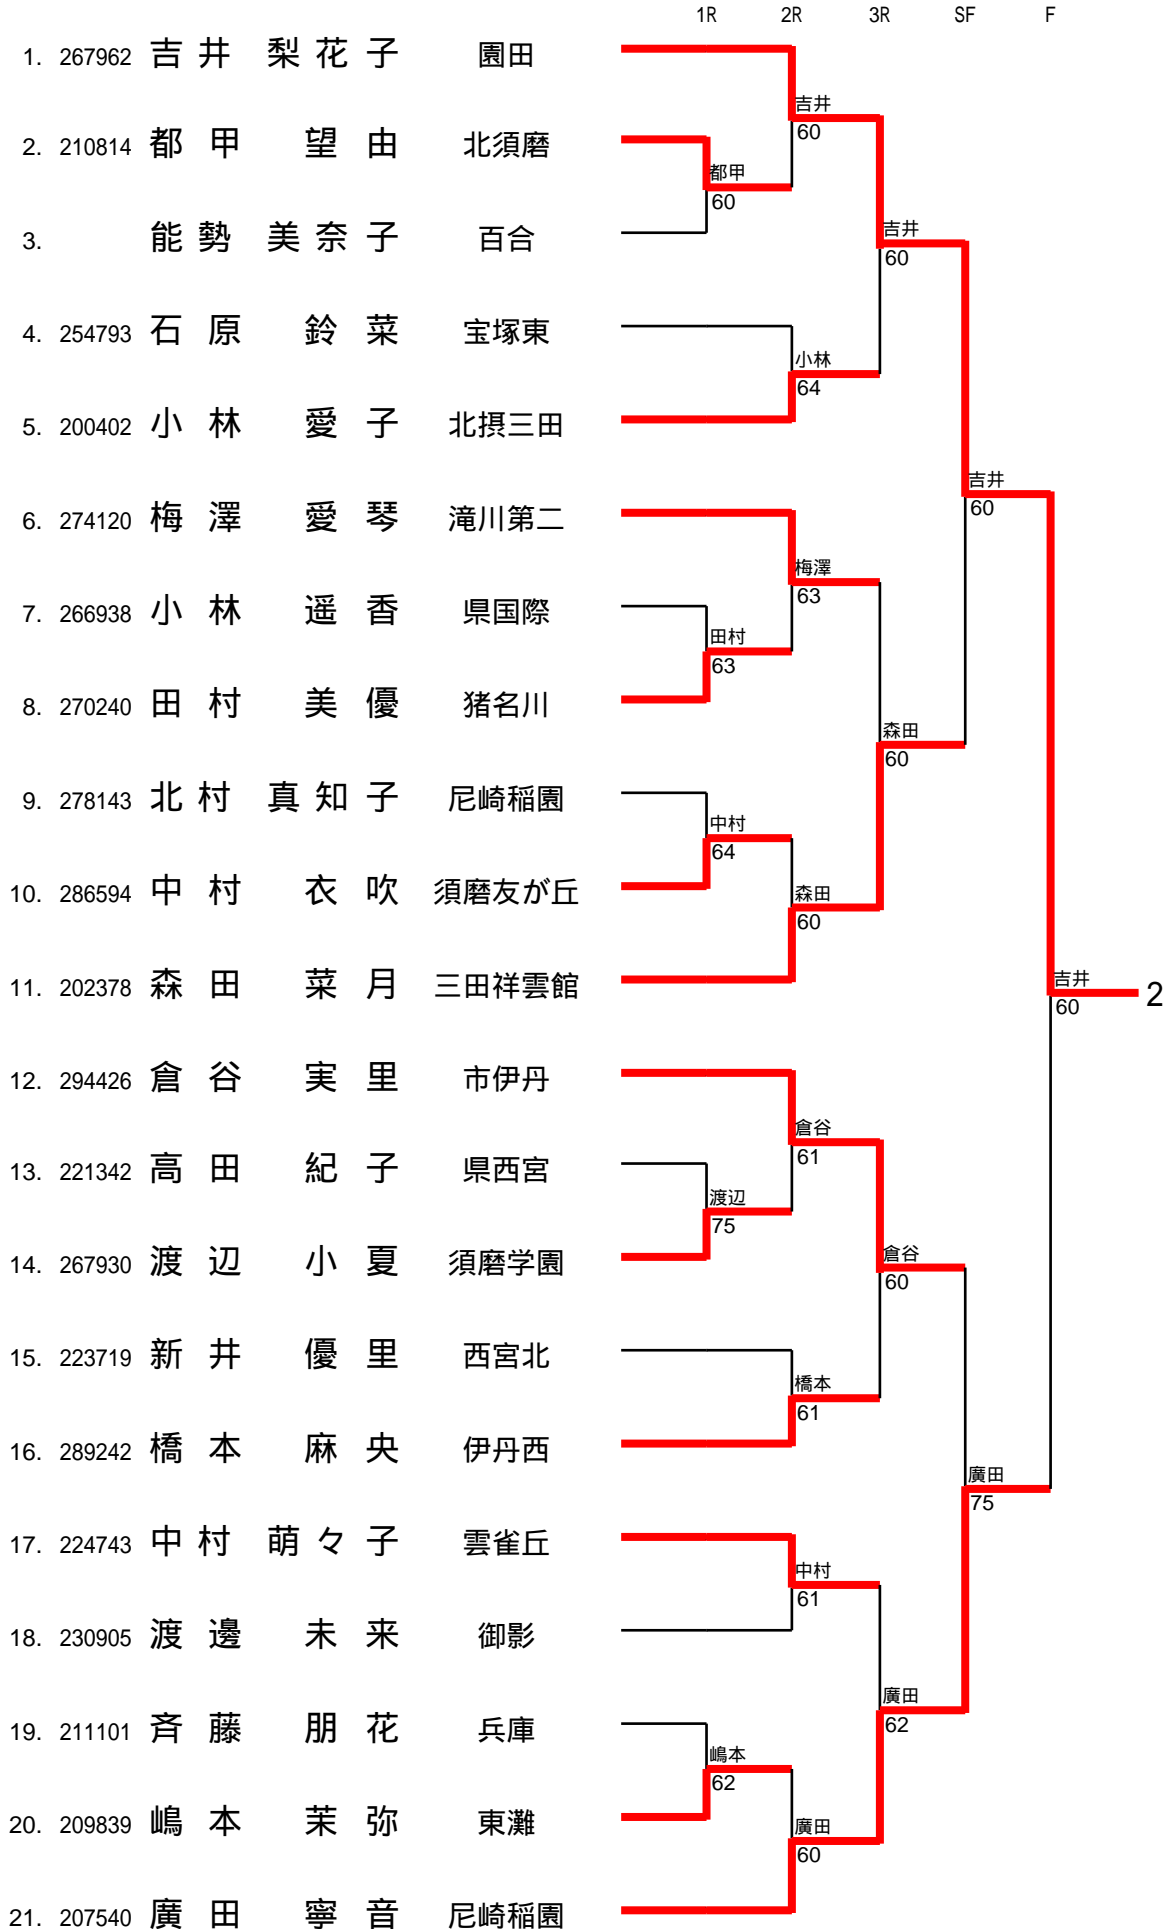 1R 2R 3R SF F
1. 267962 吉井 梨花子 園田
吉井
60
2. 210814 都甲 望由 北須磨
都甲
60
3. 能勢 美奈子 百合
吉井
60
4. 254793 石原 鈴菜 宝塚東
小林
64
5. 200402 小林 愛子 北摂三田
吉井
60
6. 274120 梅澤 愛琴 滝川第二
梅澤
63
7. 266938 小林 遥香 県国際
田村
63
8. 270240 田村 美優 猪名川
森田
60
9. 278143 北村 真知子 尼崎稲園
中村
64
10. 286594 中村 衣吹 須磨友が丘
森田
60
11. 202378 森田 菜月 三田祥雲館
吉井
60
2
12. 294426 倉谷 実里 市伊丹
倉谷
61
13. 221342 高田 紀子 県西宮
渡辺
75
14. 267930 渡辺 小夏 須磨学園
倉谷
60
15. 223719 新井 優里 西宮北
橋本
61
16. 289242 橋本 麻央 伊丹西
廣田
75
17. 224743 中村 萌々子 雲雀丘
中村
61
18. 230905 渡邊 未来 御影
廣田
62
19. 211101 斉藤 朋花 兵庫
嶋本
62
20. 209839 嶋本 茉弥 東灘
廣田
60
21. 207540 廣田 寧音 尼崎稲園